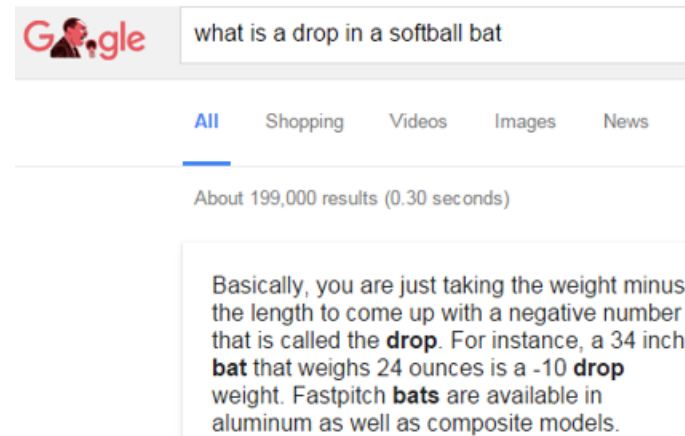 Google
what is a drop in a softball bat
All Shopping Videos Images News
About 199,000 results (0.30 seconds)
Basically, you are just taking the weight minus
the length to come up with a negative number
that is called the drop. For instance, a 34 inch
bat that weighs 24 ounces is a -10 drop
weight. Fastpitch bats are available in
aluminum as well as composite models.